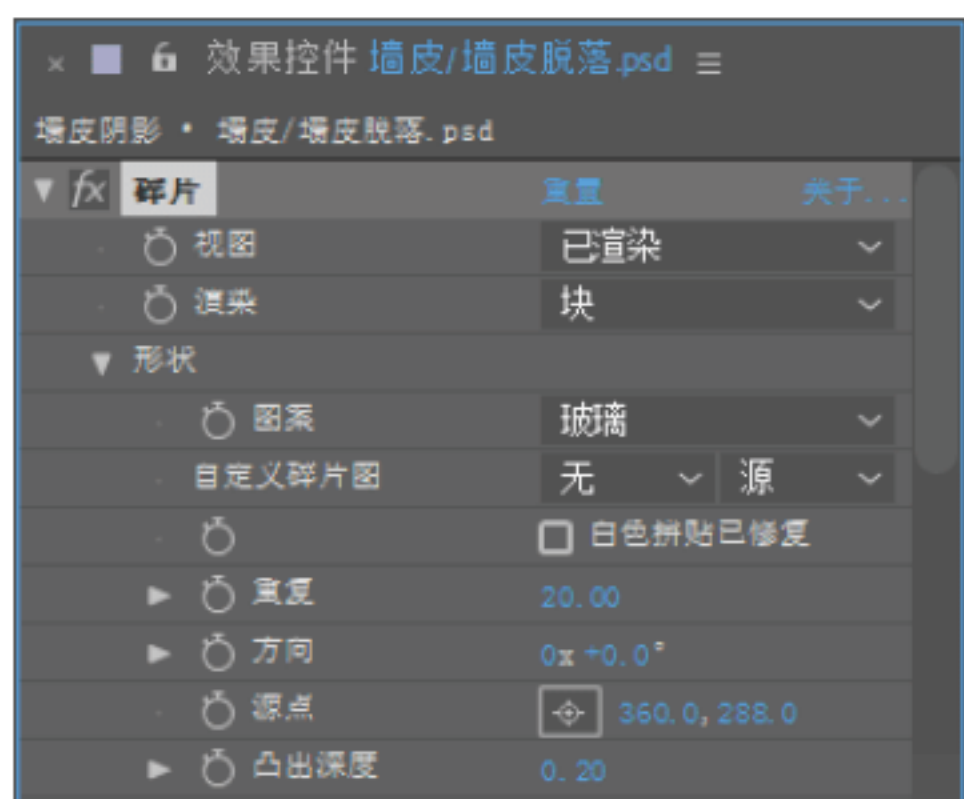 × 效果控件 墙皮/墙皮脱落.psd ≡
墙皮阴影 • 墙皮/墙皮脱落.psd
fx 碎片 重置 关于...
视图 已渲染
渲染 块
形状
图案 玻璃
自定义碎片图 无 源
白色拼贴已修复
重复 20.00
方向 0x+0.0°
源点 360.0,288.0
凸出深度 0.20